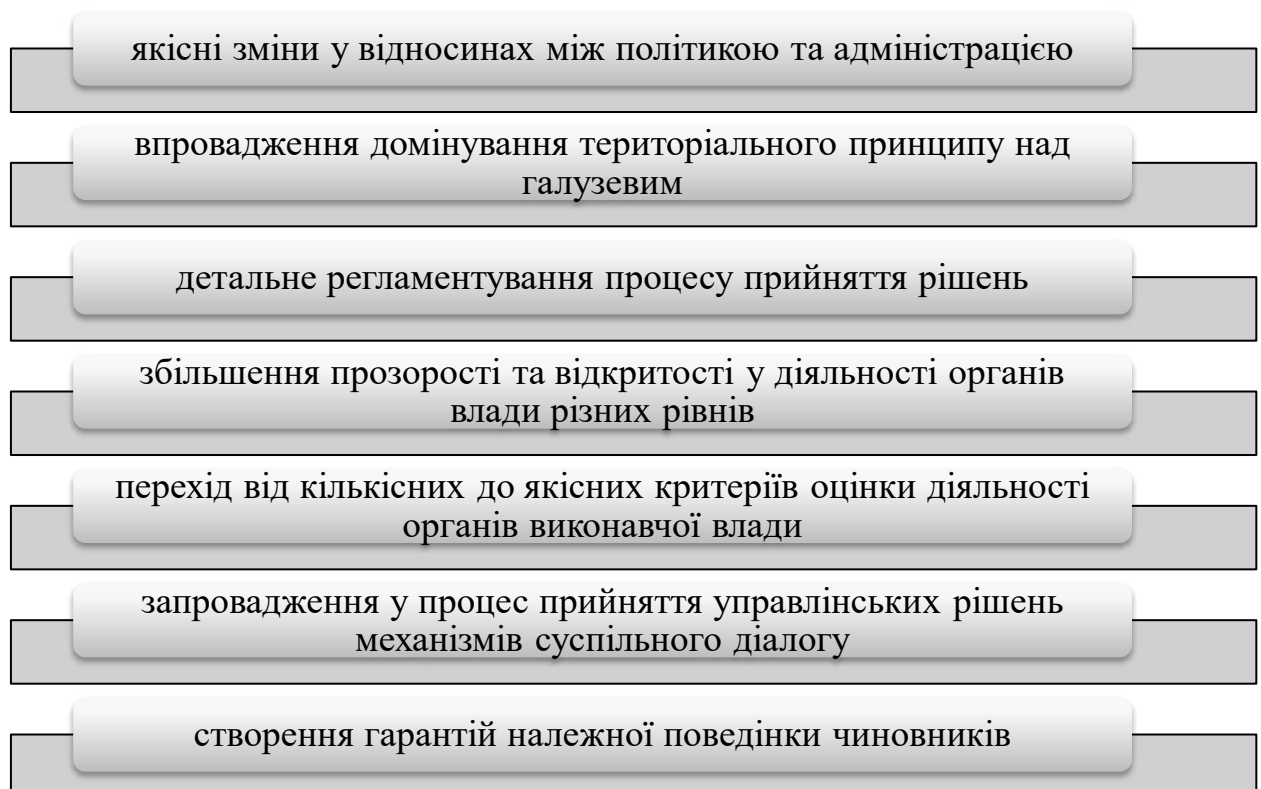 якісні зміни у відносинах між політикою та адміністрацією
впровадження домінування територіального принципу над
галузевим
детальне регламентування процесу прийняття рішень
збільшення прозорості та відкритості у діяльності органів
влади різних рівнів
перехід від кількісних до якісних критеріїв оцінки діяльності
органів виконавчої влади
запровадження у процес прийняття управлінських рішень
механізмів суспільного діалогу
створення гарантій належної поведінки чиновників